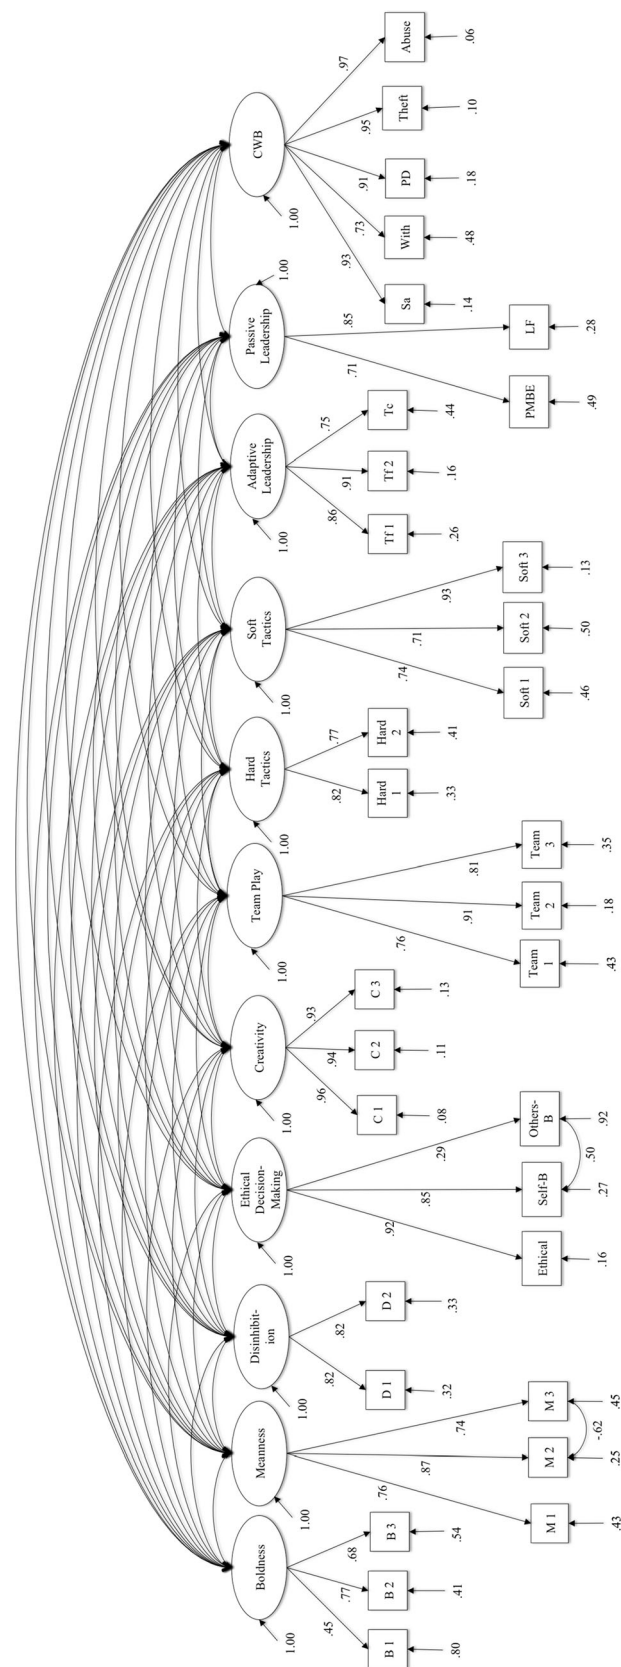 Boldness
1.00
.45
.77
.68
B 1
B 2
B 3
.80
.41
.54
Meanness
1.00
.76
.87
.74
M 1
M 2
M 3
.43
.25
.45
-.62
Disinhibit-
ion
1.00
.82
.82
D 1
D 2
.32
.33
Ethical
Decision-
Making
1.00
.92
.85
.29
Ethical
Self-B
Others-
B
.16
.27
.92
.50
Creativity
1.00
.96
.94
.93
C 1
C 2
C 3
.08
.11
.13
Team Play
1.00
.76
.91
.81
Team
1
Team
2
Team
3
.43
.18
.35
Hard
Tactics
1.00
.82
.77
Hard
1
Hard
2
.33
.41
Soft
Tactics
1.00
.74
.71
.93
Soft 1
Soft 2
Soft 3
.46
.50
.13
Adaptive
Leadership
1.00
.86
.91
.75
Tf 1
Tf 2
Tc
.26
.16
.44
Passive
Leadership
1.00
.71
.85
PMBE
LF
.49
.28
CWB
1.00
.93
.73
.91
.95
.97
Sa
With
PD
Theft
Abuse
.14
.48
.18
.10
.06